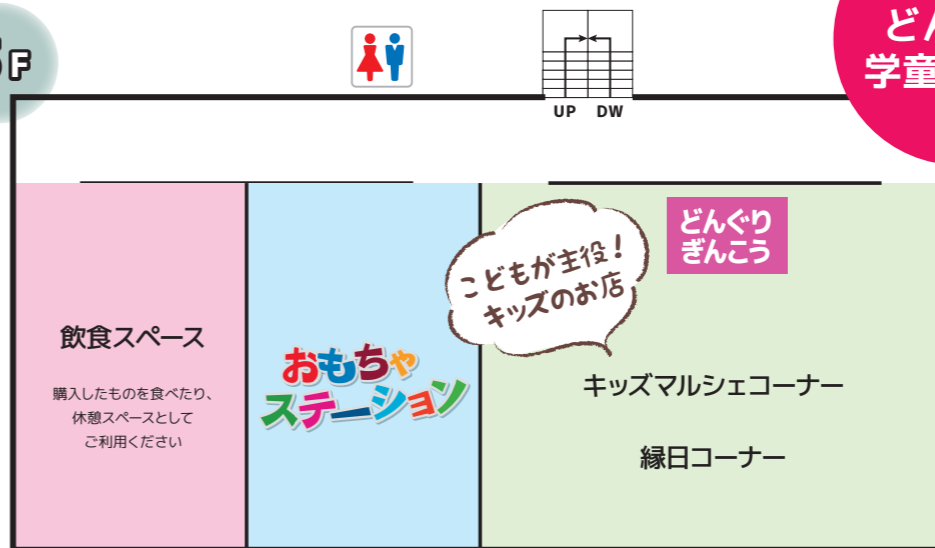 F
どん
学童
UP DW
どんぐり
ぎんこう
こどもが主役!
キッズのお店
飲食スペース
購入したものを食べたり、
休憩スペースとして
ご利用ください
おもちゃ
ステーション
キッズマルシェコーナー
縁日コーナー